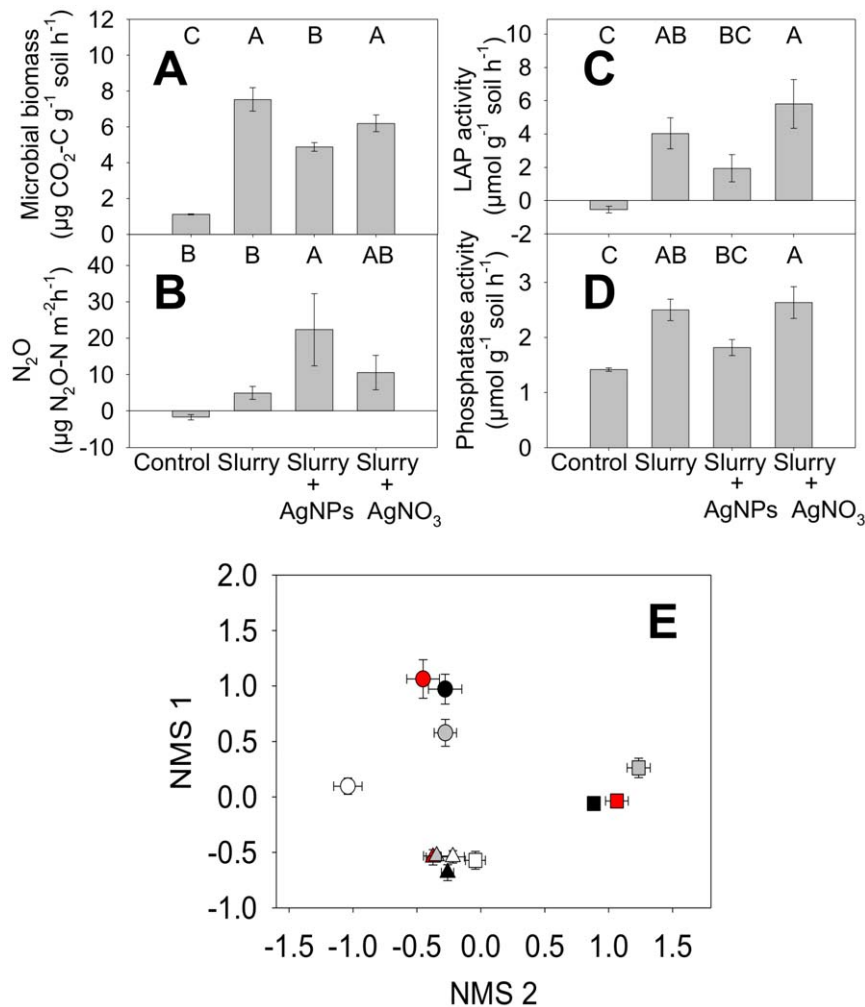 Microbial biomass
(µg CO₂-C g⁻¹ soil h⁻¹)
12
10
8
6
4
2
0
C A B A
A
N₂O
(µg N₂O-N m⁻²h⁻¹)
40
30
20
10
0
-10
B B A AB
B
Control Slurry Slurry Slurry
+ +
AgNPs AgNO₃
LAP activity
(µmol g⁻¹ soil h⁻¹)
10
8
6
4
2
0
-2
C AB BC A
C
Phosphatase activity
(µmol g⁻¹ soil h⁻¹)
3
2
1
0
C AB BC A
D
Control Slurry Slurry Slurry
+ +
AgNPs AgNO₃
E
NMS 1
2.0
1.5
1.0
0.5
0.0
-0.5
-1.0
-1.5 -1.0 -0.5 0.0 0.5 1.0 1.5
NMS 2